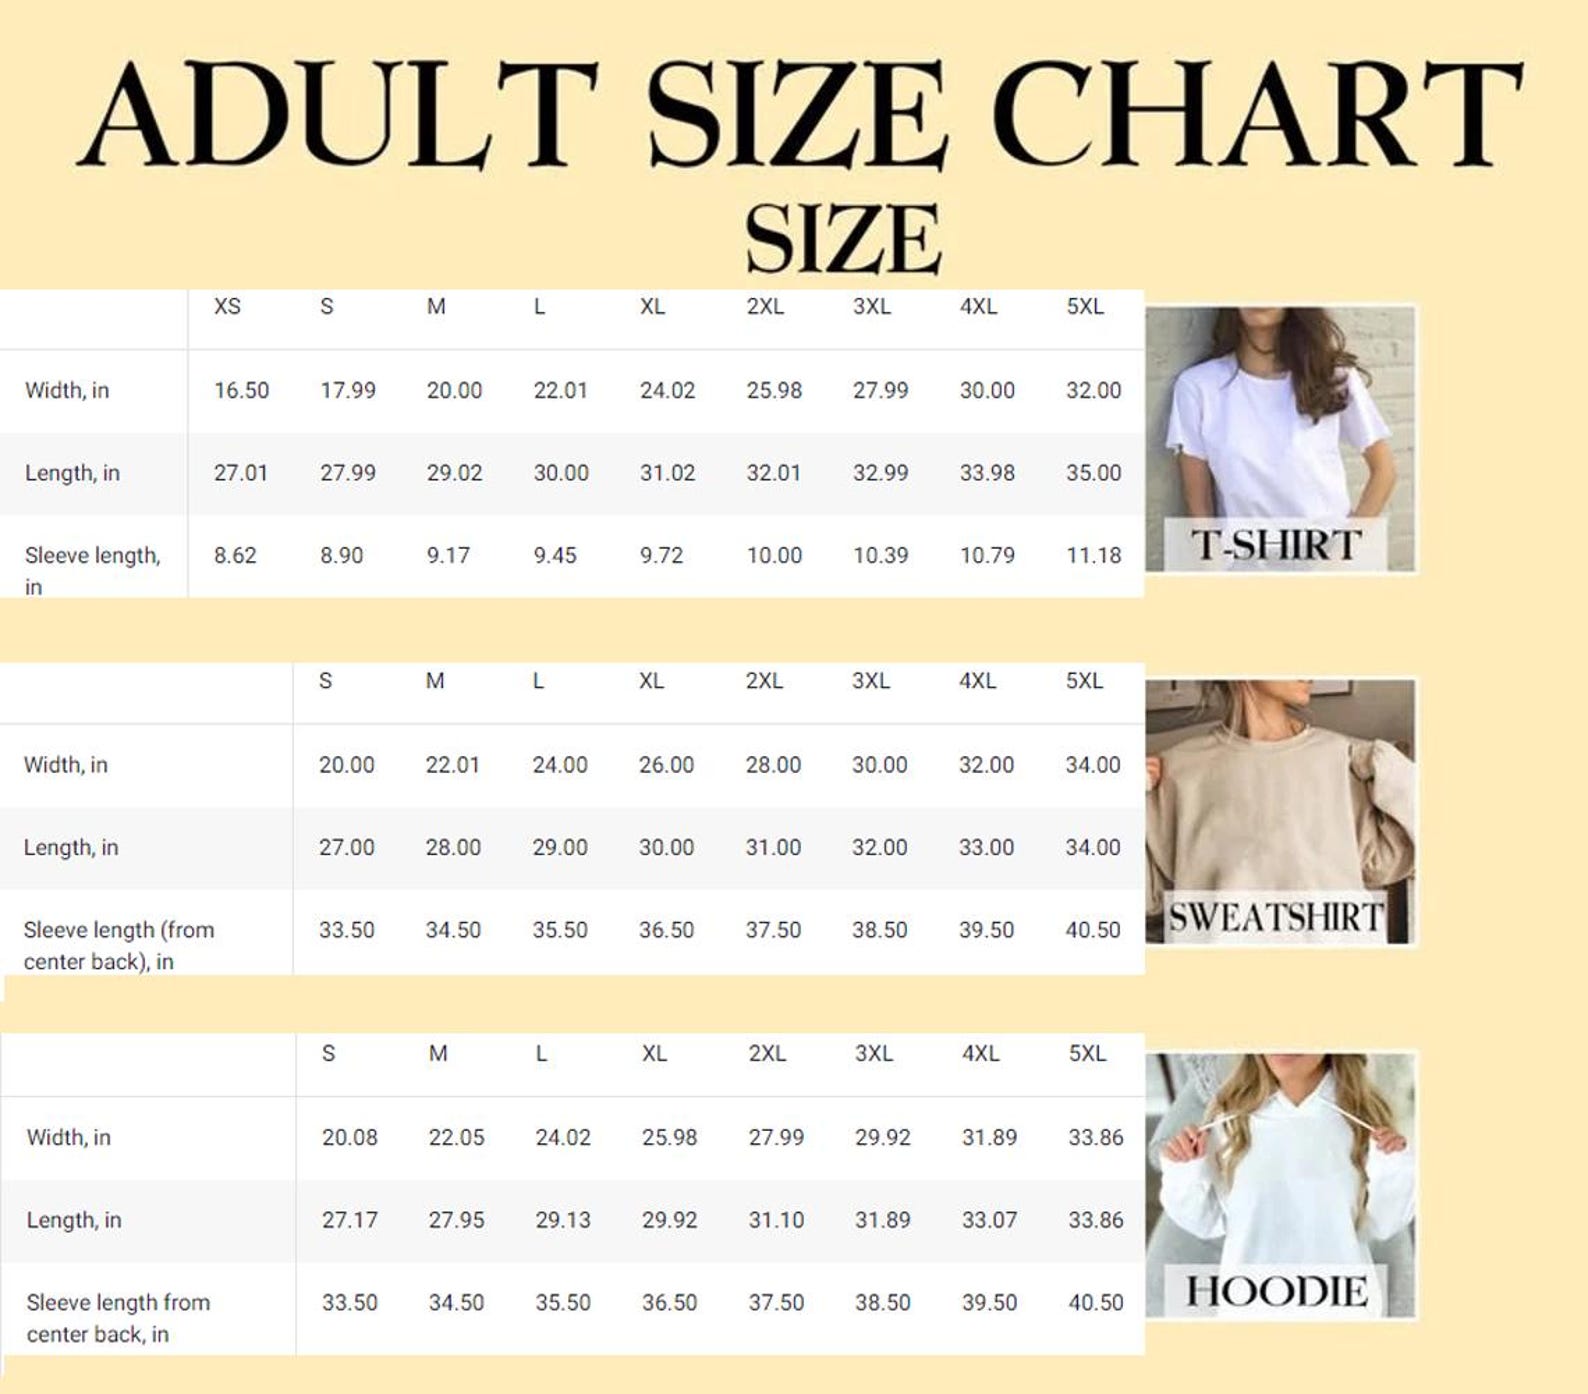 ADULT SIZE CHART
SIZE
XS S M L XL 2XL 3XL 4XL 5XL
Width, in 16.50 17.99 20.00 22.01 24.02 25.98 27.99 30.00 32.00
Length, in 27.01 27.99 29.02 30.00 31.02 32.01 32.99 33.98 35.00
Sleeve length, 8.62 8.90 9.17 9.45 9.72 10.00 10.39 10.79 11.18
in
T-SHIRT
S M L XL 2XL 3XL 4XL 5XL
Width, in 20.00 22.01 24.00 26.00 28.00 30.00 32.00 34.00
Length, in 27.00 28.00 29.00 30.00 31.00 32.00 33.00 34.00
Sleeve length (from 33.50 34.50 35.50 36.50 37.50 38.50 39.50 40.50
center back), in
SWEATSHIRT
S M L XL 2XL 3XL 4XL 5XL
Width, in 20.08 22.05 24.02 25.98 27.99 29.92 31.89 33.86
Length, in 27.17 27.95 29.13 29.92 31.10 31.89 33.07 33.86
Sleeve length from 33.50 34.50 35.50 36.50 37.50 38.50 39.50 40.50
center back, in
HOODIE